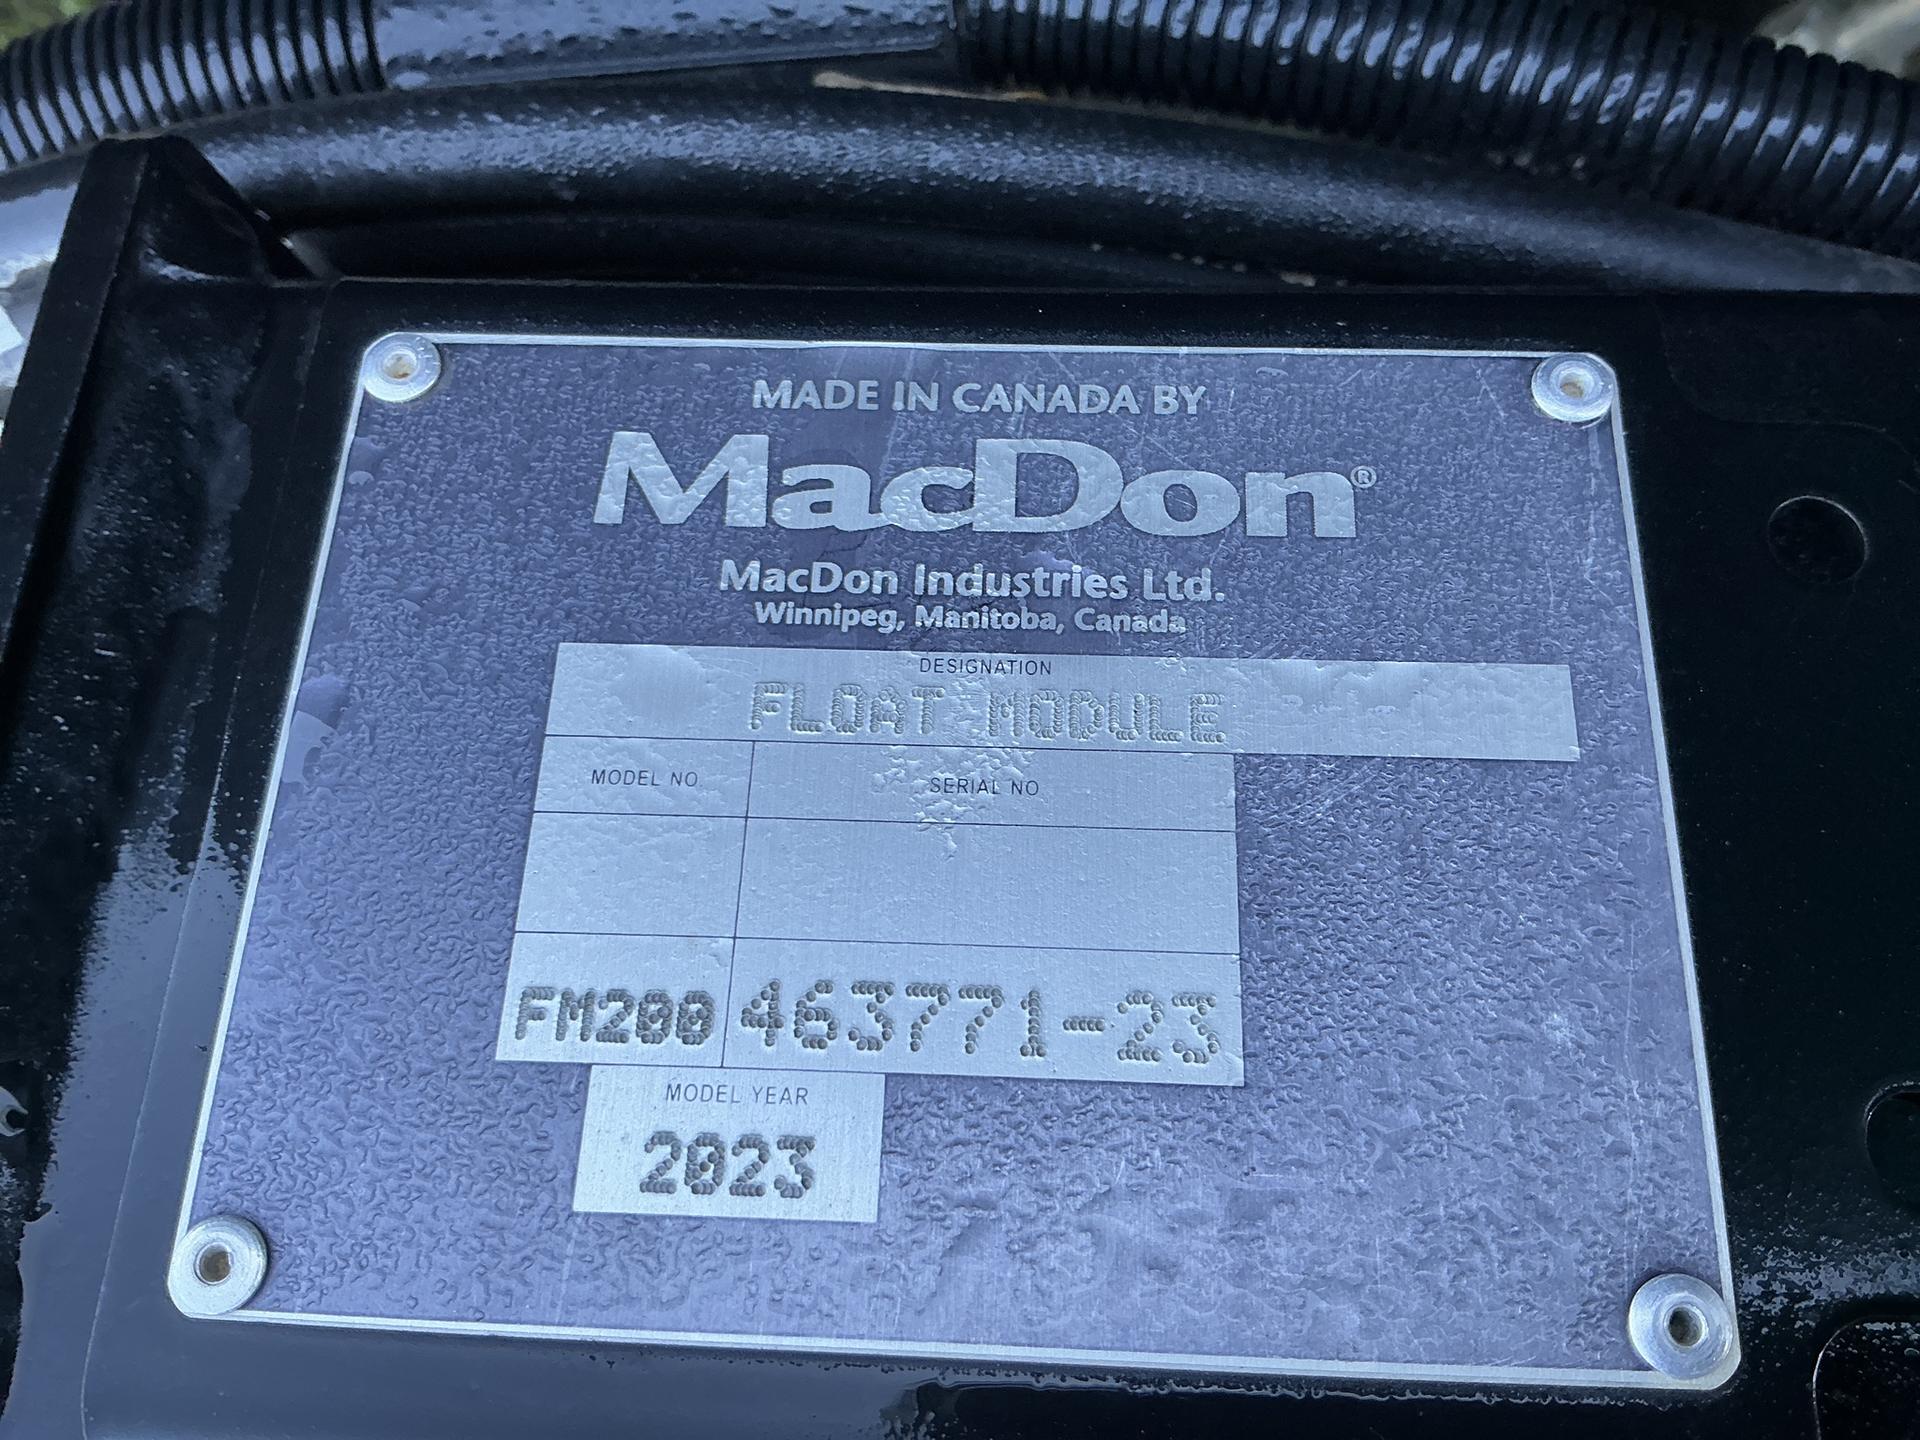 MADE IN CANADA BY
MacDon®
MacDon Industries Ltd.
Winnipeg, Manitoba, Canada
DESIGNATION
FLOAT MODULE
MODEL NO. SERIAL NO
FM200 463771-23
MODEL YEAR
2023